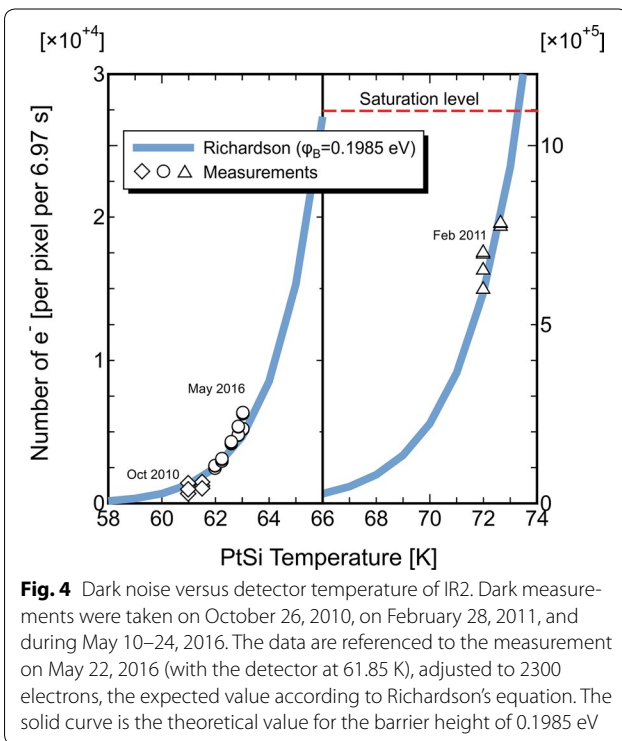 [×10+4]
[×10+5]
3
2
1
0
Number of e- [per pixel per 6.97 s]
Saturation level
Richardson (φB=0.1985 eV)
Measurements
10
5
0
Feb 2011
May 2016
Oct 2010
58 60 62 64 66 68 70 72 74
PtSi Temperature [K]
Fig. 4 Dark noise versus detector temperature of IR2. Dark measure-
ments were taken on October 26, 2010, on February 28, 2011, and
during May 10–24, 2016. The data are referenced to the measurement
on May 22, 2016 (with the detector at 61.85 K), adjusted to 2300
electrons, the expected value according to Richardson’s equation. The
solid curve is the theoretical value for the barrier height of 0.1985 eV